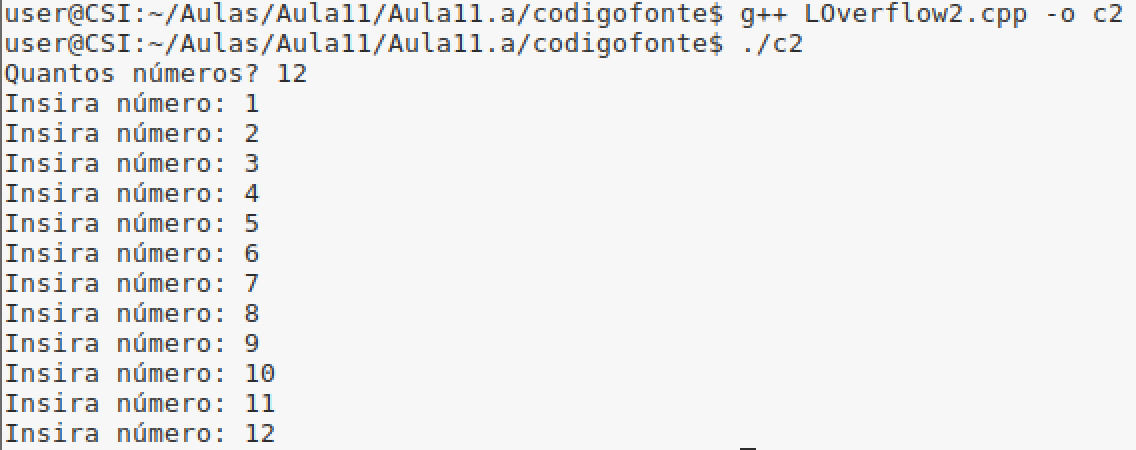 user@CSI:~/Aulas/Aula11/Aula11.a/codigofonte$ g++ LOverflow2.cpp -o c2
user@CSI:~/Aulas/Aula11/Aula11.a/codigofonte$ ./c2
Quantos números? 12
Insira número: 1
Insira número: 2
Insira número: 3
Insira número: 4
Insira número: 5
Insira número: 6
Insira número: 7
Insira número: 8
Insira número: 9
Insira número: 10
Insira número: 11
Insira número: 12